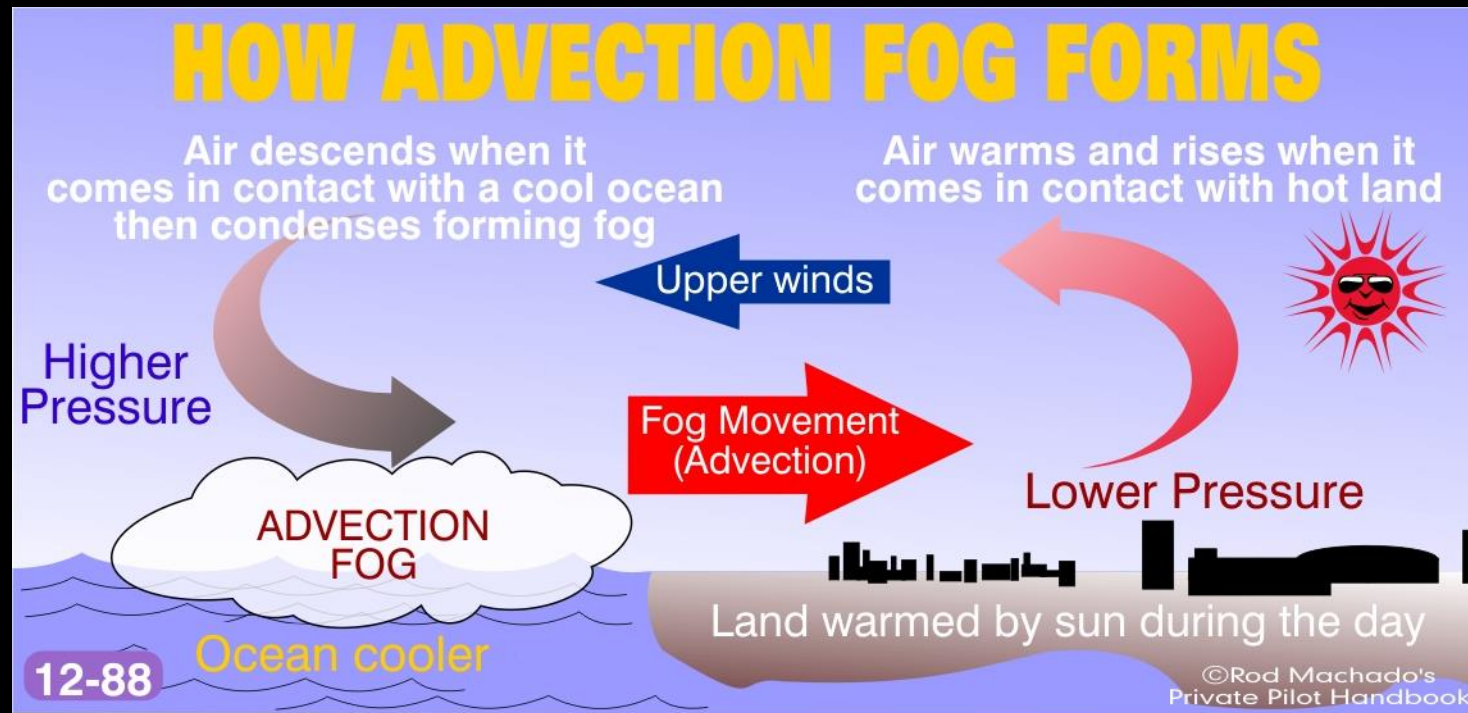 HOW ADVECTION FOG FORMS
Air descends when it
comes in contact with a cool ocean
then condenses forming fog
Air warms and rises when it
comes in contact with hot land
Upper winds
Higher
Pressure
Fog Movement
(Advection)
Lower Pressure
ADVECTION
FOG
Land warmed by sun during the day
Ocean cooler
12-88
©Rod Machado's
Private Pilot Handbook